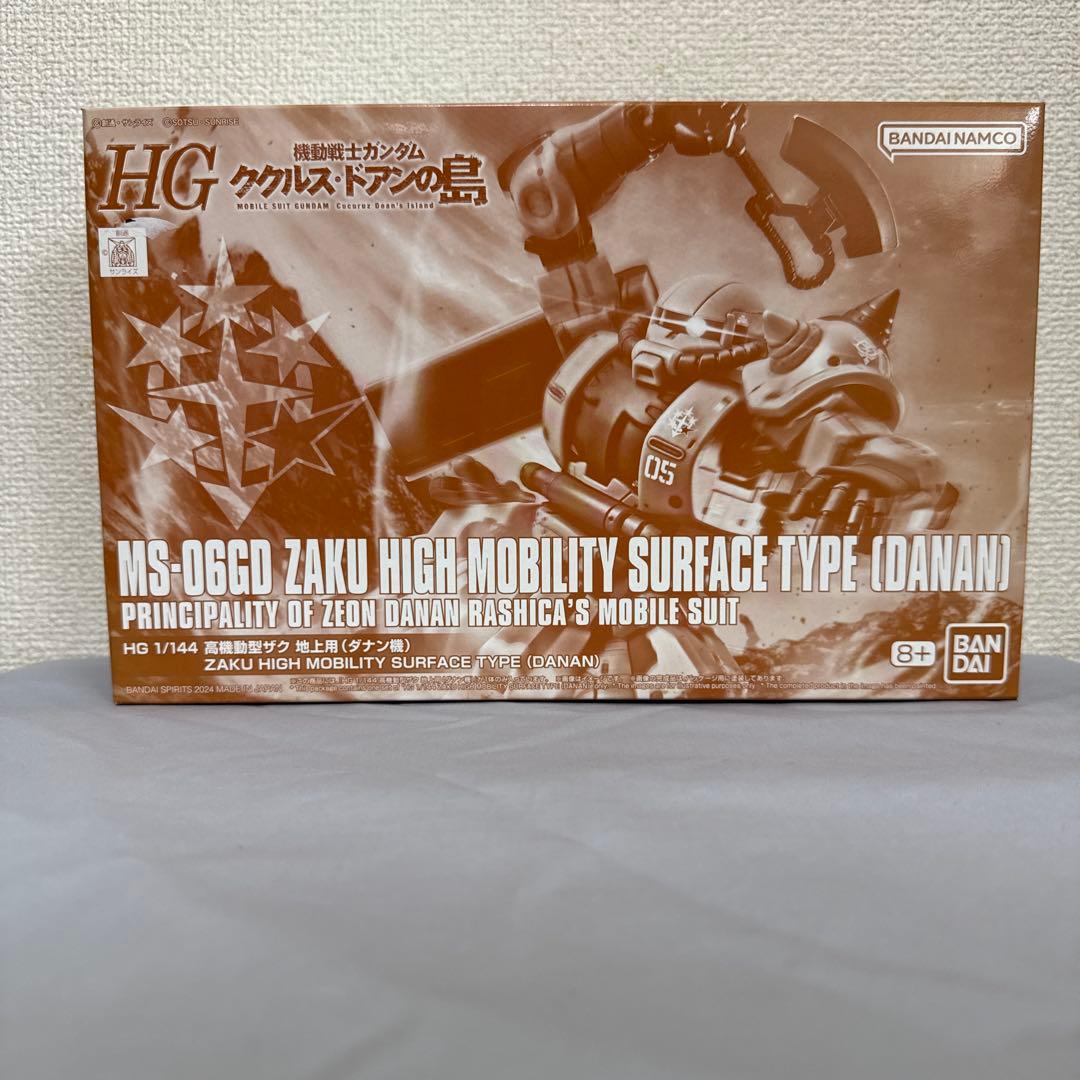 ©創通・サンライズ ©SOTSU・SUNRISE
BANDAI NAMCO
HG
機動戦士ガンダム
ククルス・ドアンの島
MOBILE SUIT GUNDAM Cucuruz Doan's Island
創通
©
サンライズ
05
MS-06GD ZAKU HIGH MOBILITY SURFACE TYPE (DANAN)
PRINCIPALITY OF ZEON DANAN RASHICA'S MOBILE SUIT
HG 1/144 高機動型ザク 地上用(ダナン機)
ZAKU HIGH MOBILITY SURFACE TYPE (DANAN)
8+
BAN
DAI
BANDAI SPIRITS 2024 MADE IN JAPAN